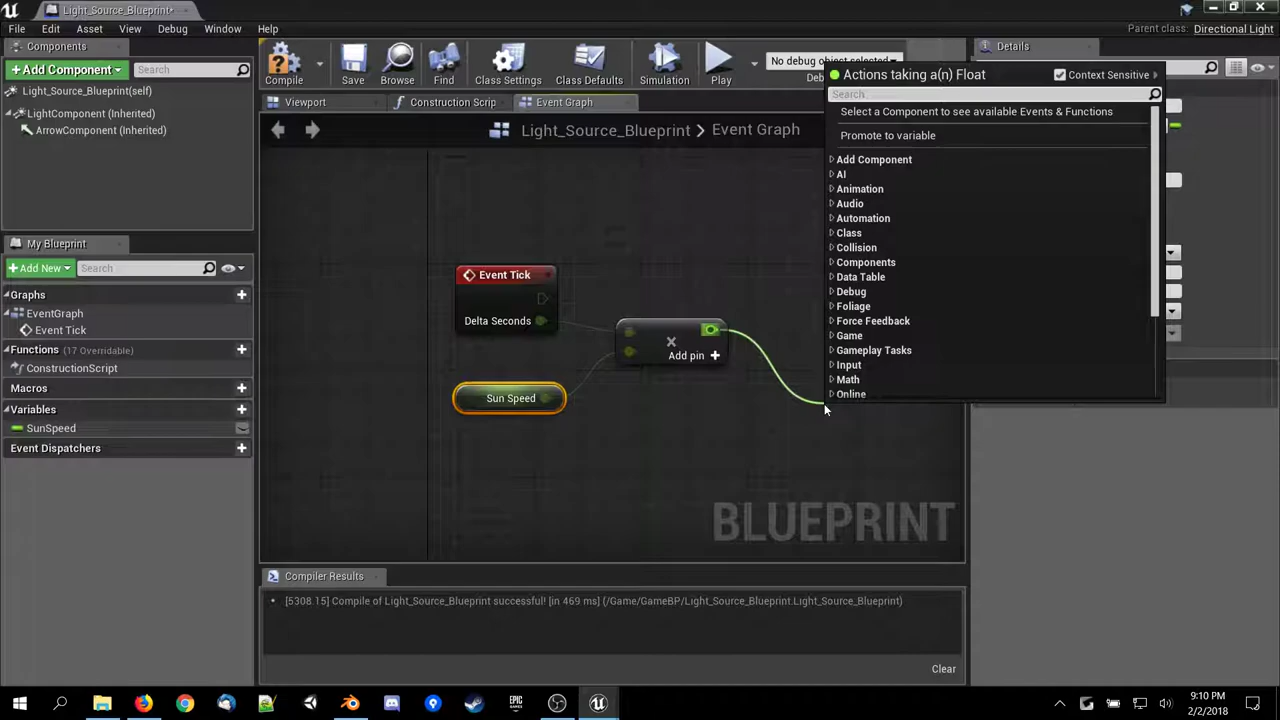 Light_Source_Blueprint*
File Edit Asset View Debug Window Help
Parent class: Directional Light
Components
+Add Component
Search
Light_Source_Blueprint(self)
LightComponent (Inherited)
ArrowComponent (Inherited)
My Blueprint
+Add New
Search
Graphs
EventGraph
Event Tick
Functions (17 Overridable)
ConstructionScript
Macros
Variables
SunSpeed
Event Dispatchers
Compile
Save
Browse
Find
Class Settings
Class Defaults
Simulation
Play
No debug object selected
Viewport
Construction Scrip
Event Graph
Light_Source_Blueprint > Event Graph
Event Tick
Delta Seconds
Sun Speed
Add pin +
BLUEPRINT
Details
Actions taking a(n) Float
Context Sensitive
Search
Select a Component to see available Events & Functions
Promote to variable
Add Component
AI
Animation
Audio
Automation
Class
Collision
Components
Data Table
Debug
Foliage
Force Feedback
Game
Gameplay Tasks
Input
Math
Online
Compiler Results
[5308.15] Compile of Light_Source_Blueprint successful! [in 469 ms] (/Game/GameBP/Light_Source_Blueprint.Light_Source_Blueprint)
Clear
9:10 PM
2/2/2018